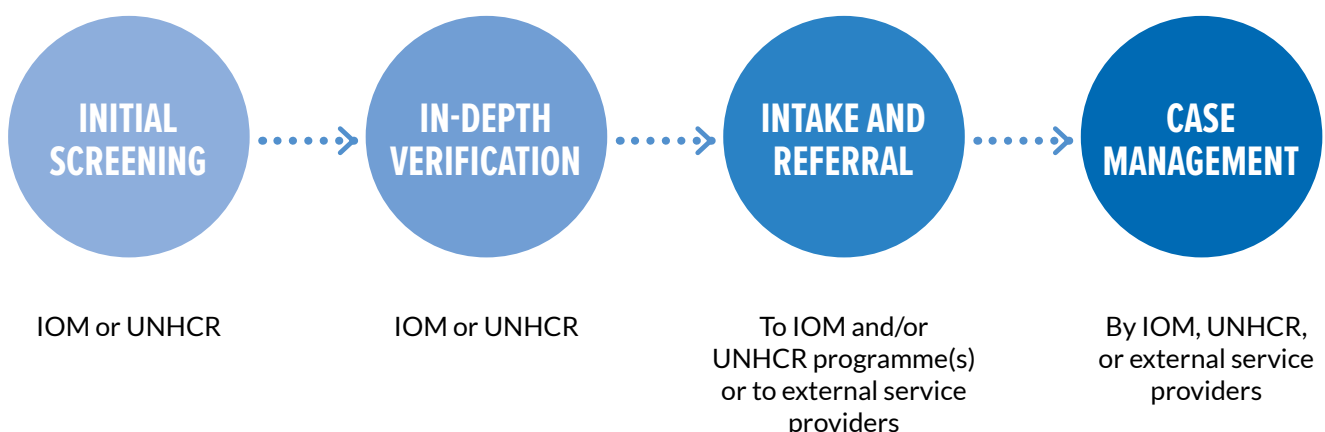 INITIAL
SCREENING
IN-DEPTH
VERIFICATION
INTAKE AND
REFERRAL
CASE
MANAGEMENT
IOM or UNHCR
IOM or UNHCR
To IOM and/or
UNHCR programme(s)
or to external service
providers
By IOM, UNHCR,
or external service
providers